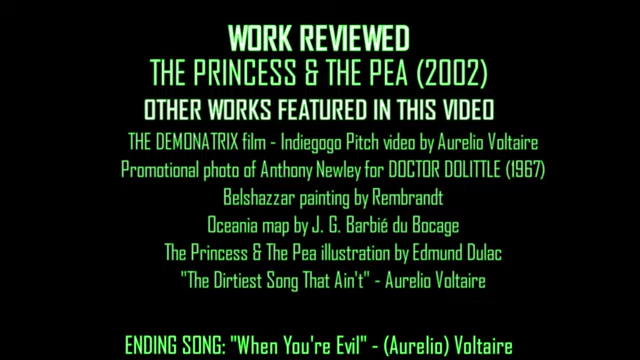 WORK REVIEWED
THE PRINCESS & THE PEA (2002)
OTHER WORKS FEATURED IN THIS VIDEO
THE DEMONATRIX film - Indiegogo Pitch video by Aurelio Voltaire
Promotional photo of Anthony Newley for DOCTOR DOLITTLE (1967)
Belshazzar painting by Rembrandt
Oceania map by J. G. Barbié du Bocage
The Princess & The Pea illustration by Edmund Dulac
"The Dirtiest Song That Ain't" - Aurelio Voltaire
ENDING SONG: "When You're Evil" - (Aurelio) Voltaire